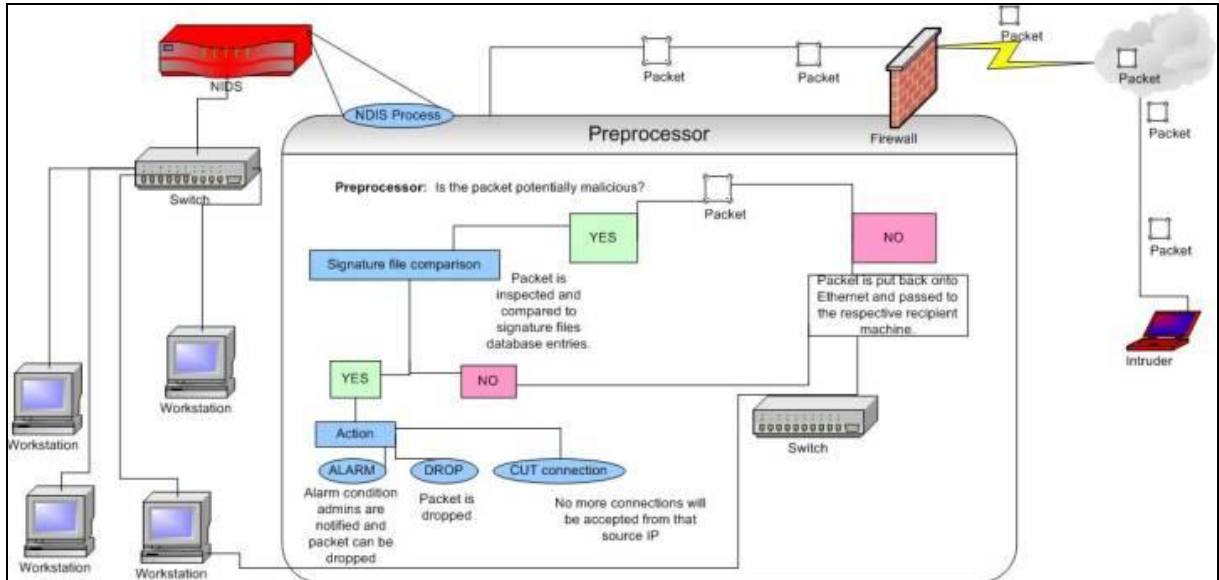 Packet
Packet
Packet
Packet
NIDS
NDIS Process
Packet
Firewall
Preprocessor
Switch
Preprocessor: Is the packet potentially malicious?
Packet
YES
NO
Packet
Signature file comparison
Packet is
inspected and
compared to
signature files
database entries.
Packet is put back onto
Ethernet and passed to
the respective recipient
machine.
Intruder
YES
NO
Workstation
Workstation
Action
Switch
ALARM
DROP
CUT connection
Alarm condition
admins are
notified and
packet can be
dropped
Packet is
dropped
No more connections will
be accepted from that
source IP
Workstation
Workstation